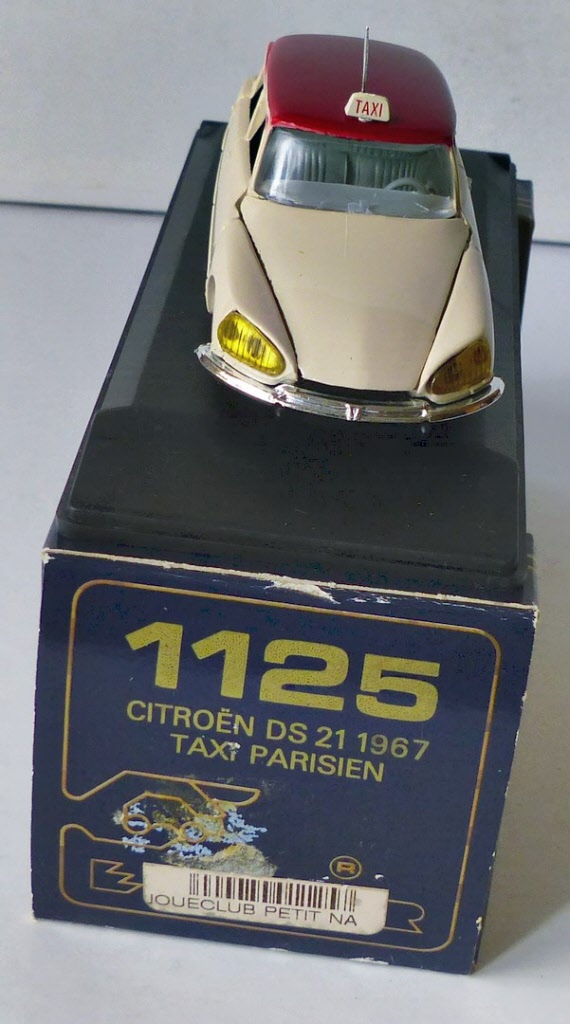 TAXI
1125
CITROËN DS 21 1967
TAXI PARISIEN
®
JOUECLUB PETIT NA